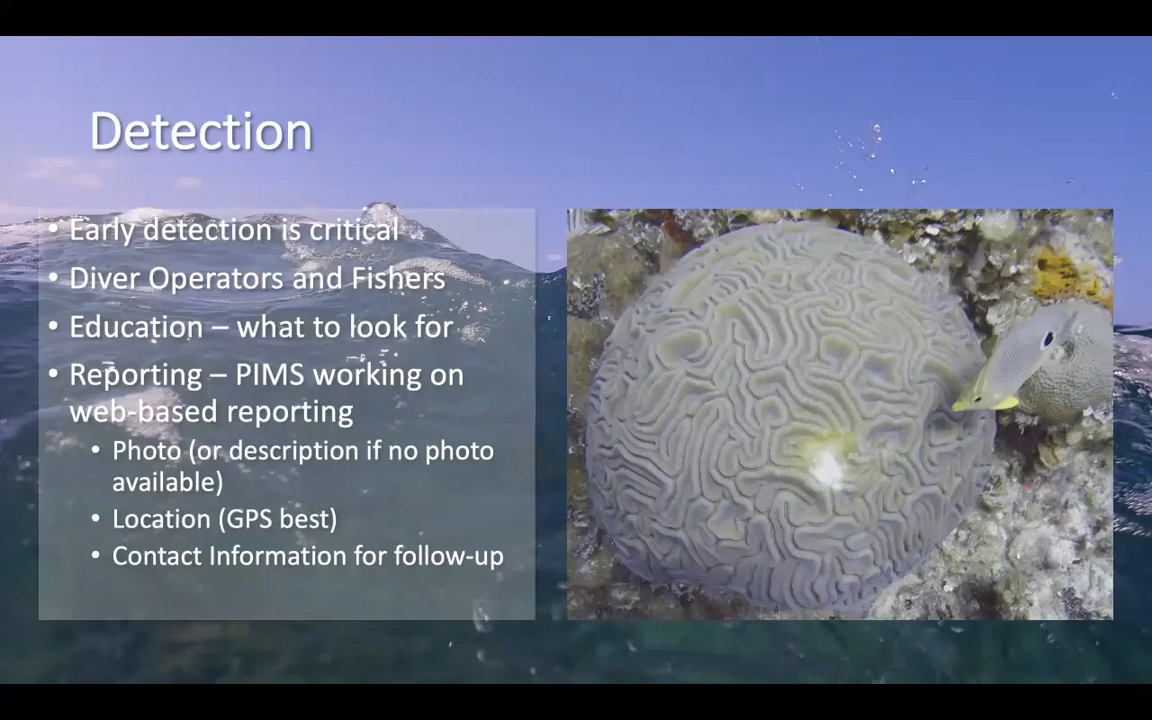 Detection
• Early detection is critical
• Diver Operators and Fishers
• Education – what to look for
• Reporting – PIMS working on
web-based reporting
• Photo (or description if no photo
available)
• Location (GPS best)
• Contact Information for follow-up